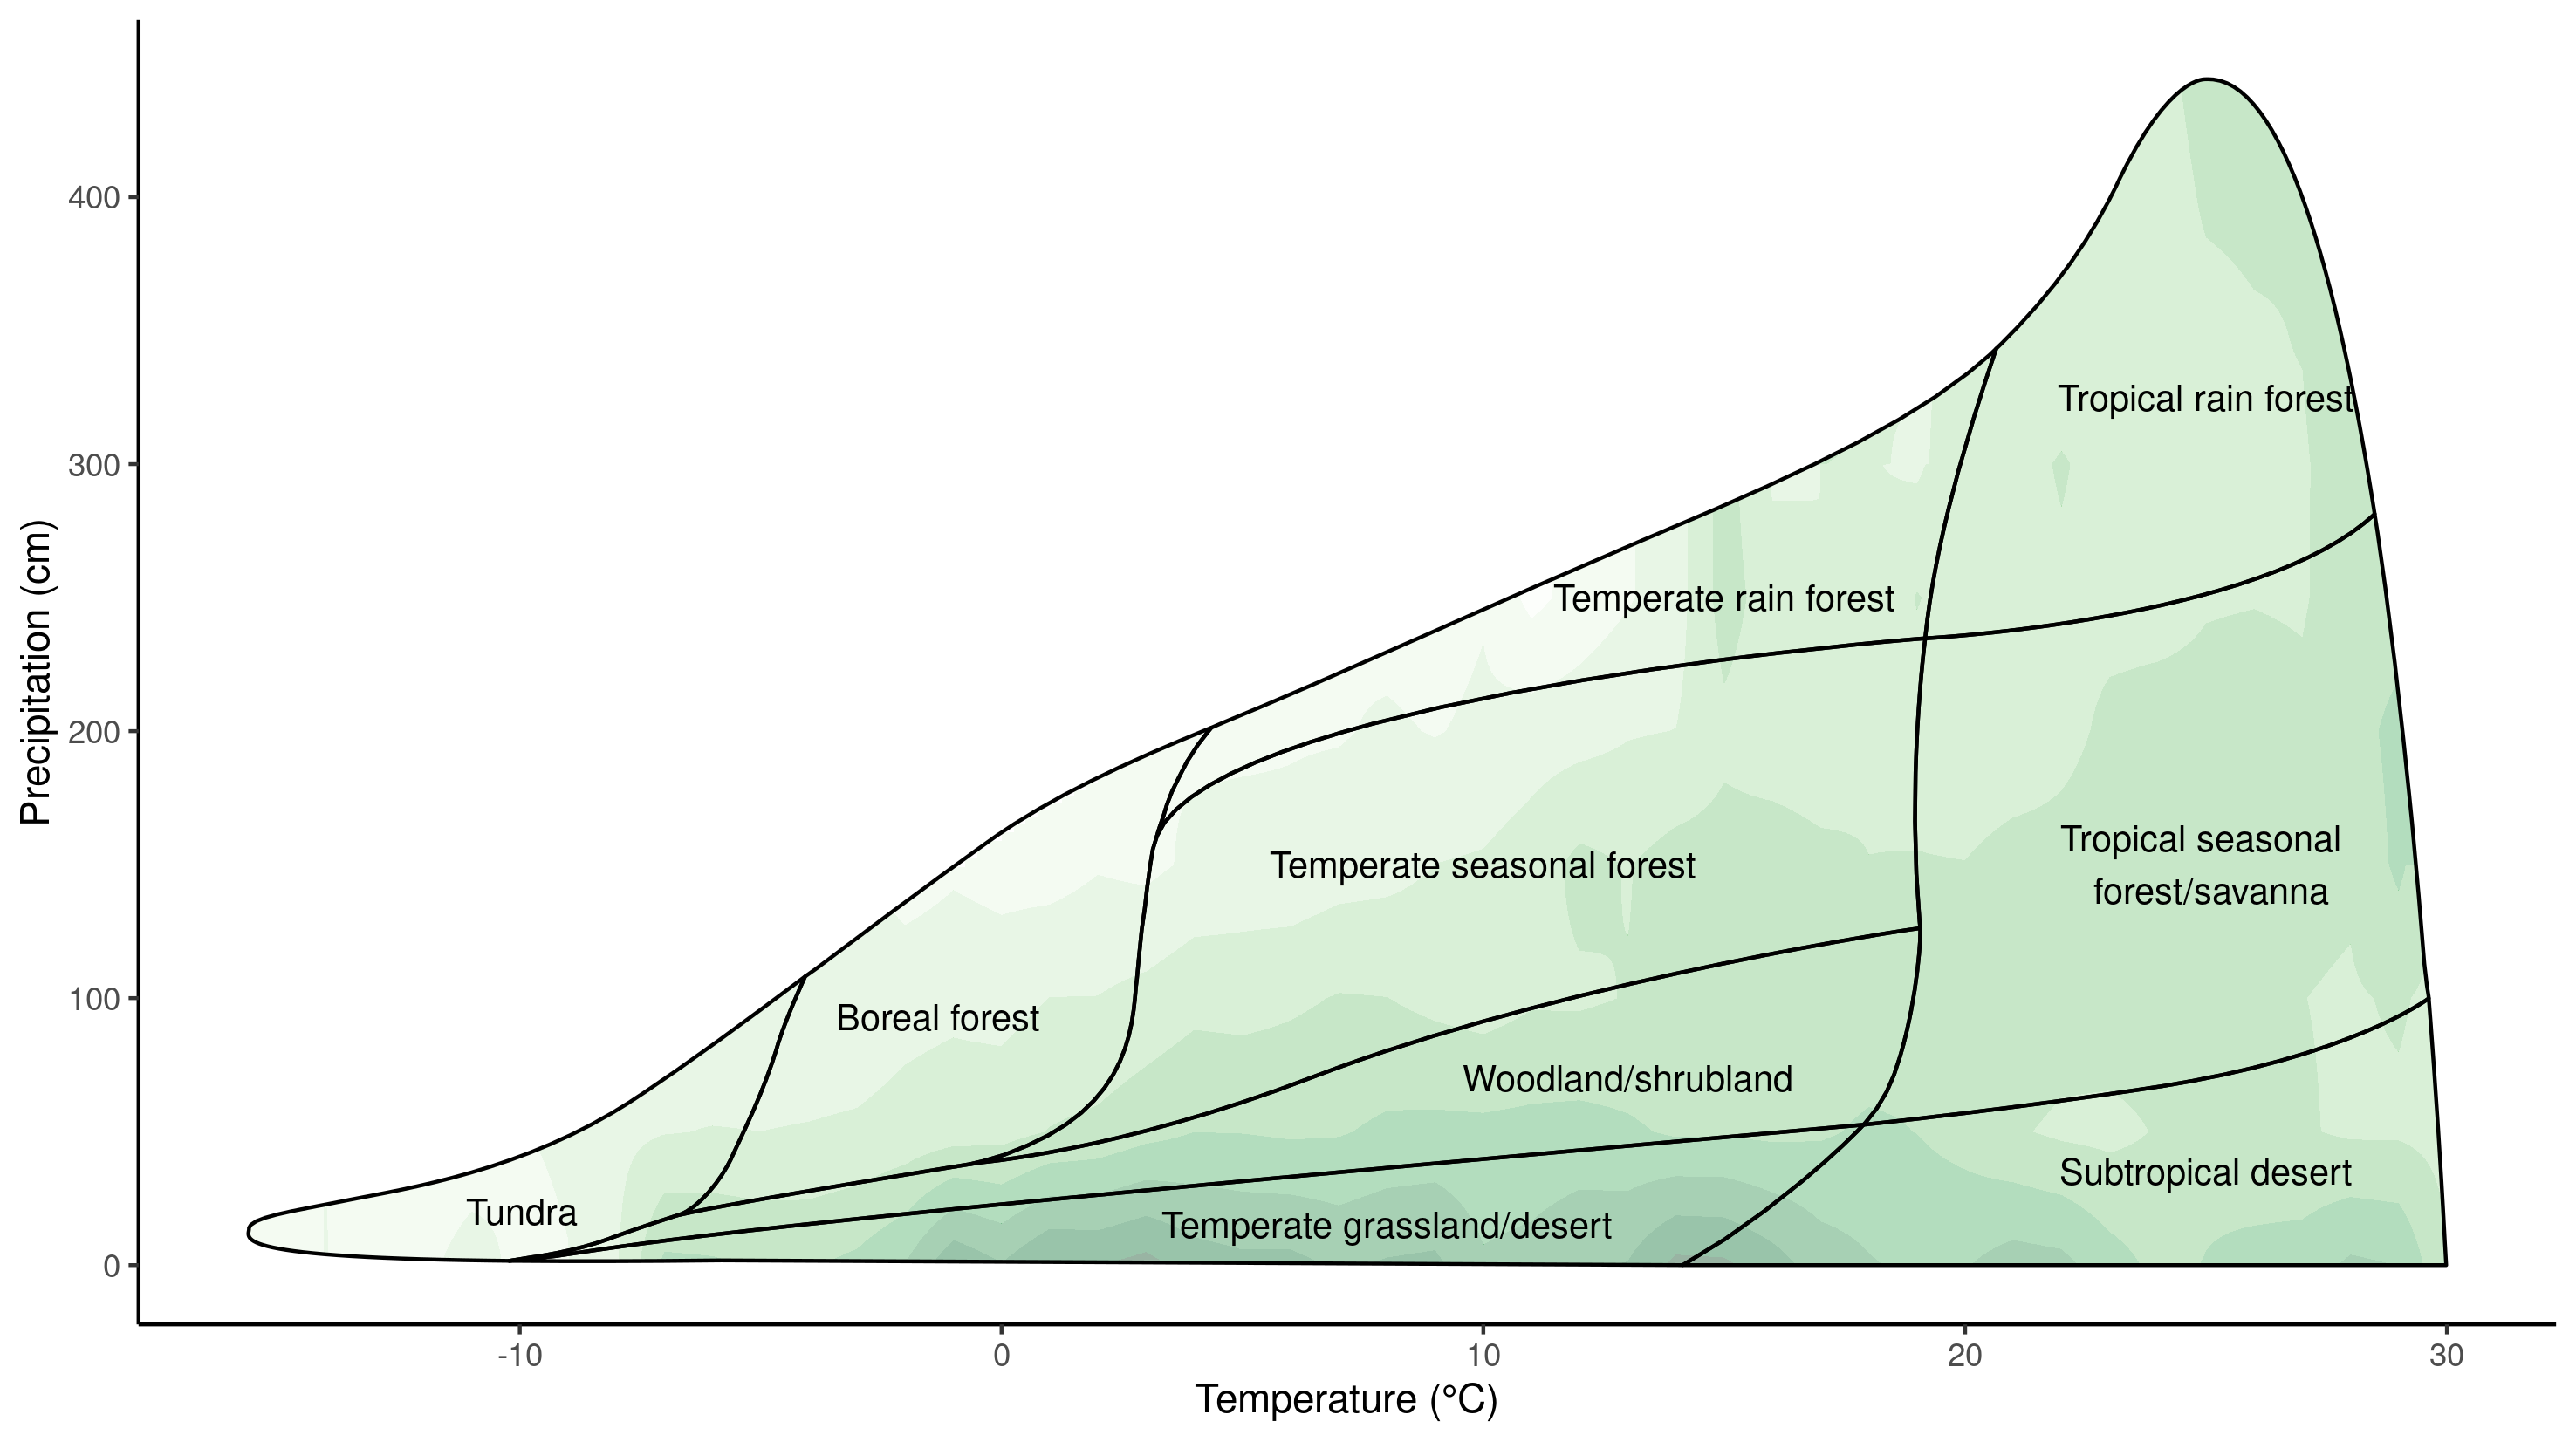 400
300
200
100
0
Precipitation (cm)
Tropical rain forest
Temperate rain forest
Tropical seasonal
forest/savanna
Temperate seasonal forest
Boreal forest
Woodland/shrubland
Subtropical desert
Tundra
Temperate grassland/desert
-10 0 10 20 30
Temperature (°C)